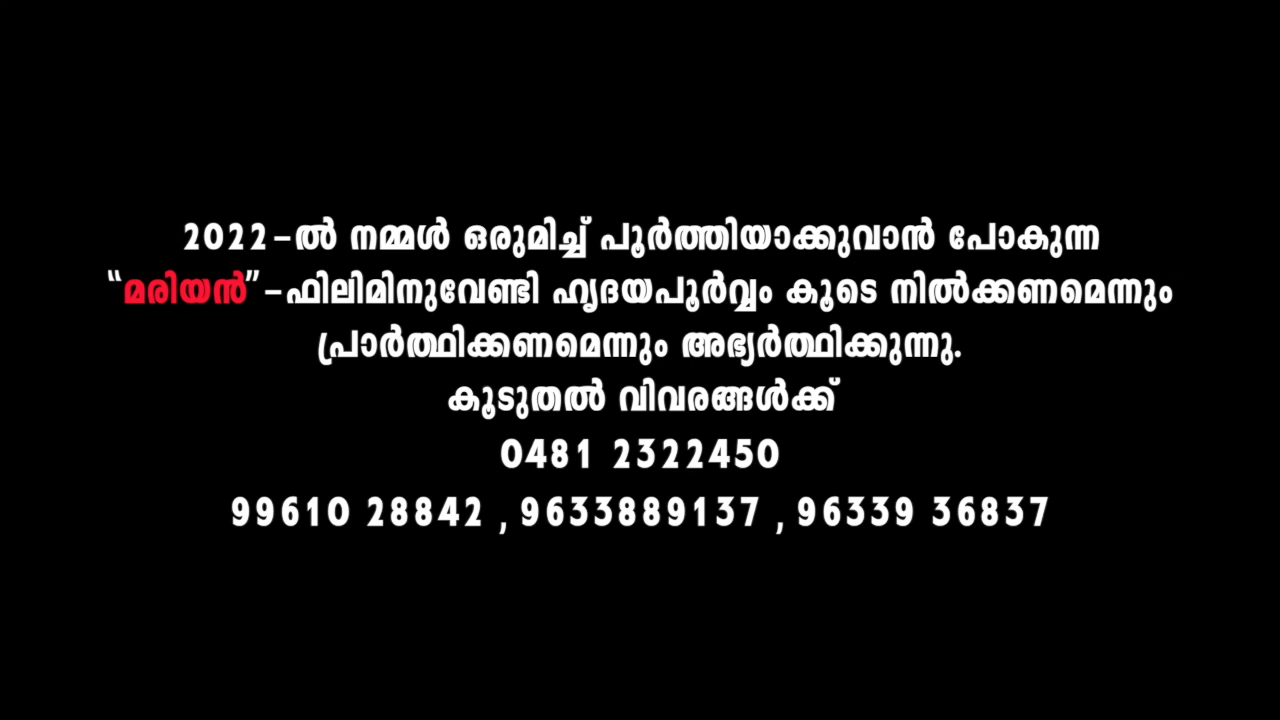 2022-ൽ നമ്മൾ ഒരുമിച്ച് പൂർത്തിയാക്കുവാൻ പോകുന്ന
“മരിയൻ”-ഫിലിമിനുവേണ്ടി ഹൃദയപൂർവ്വം കൂടെ നിൽക്കണമെന്നും
പ്രാർത്ഥിക്കണമെന്നും അഭ്യർത്ഥിക്കുന്നു.
കൂടുതൽ വിവരങ്ങൾക്ക്
0481 2322450
99610 28842 , 9633889137 , 96339 36837